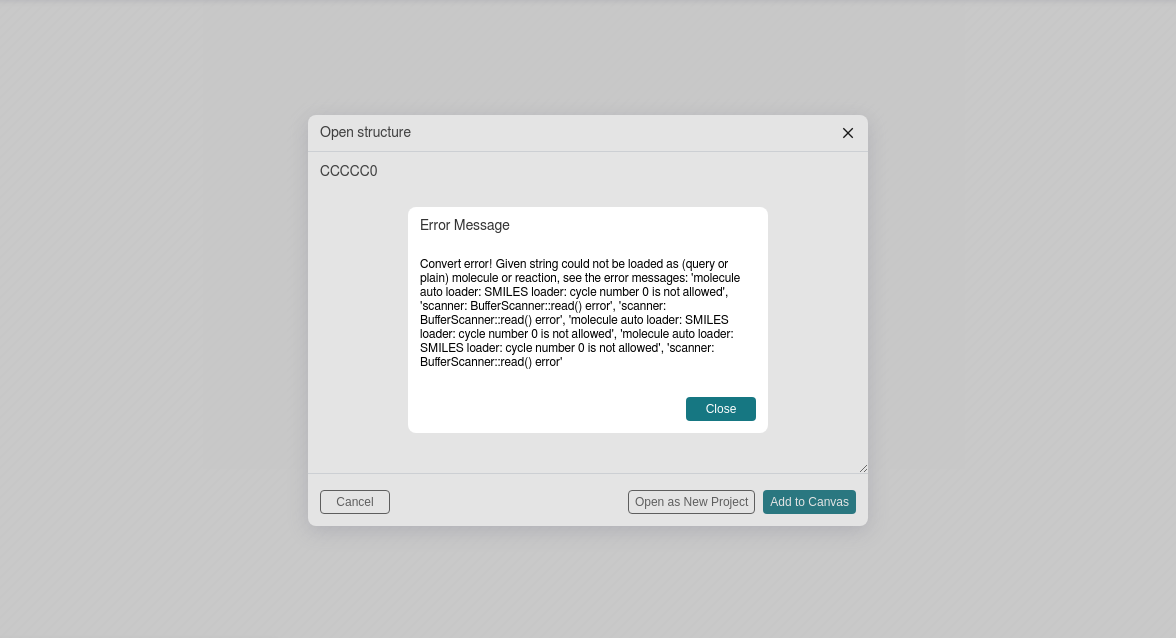 Open structure
CCCCC0
Error Message
Convert error! Given string could not be loaded as (query or
plain) molecule or reaction, see the error messages: 'molecule
auto loader: SMILES loader: cycle number 0 is not allowed',
'scanner: BufferScanner::read() error', 'scanner:
BufferScanner::read() error', 'molecule auto loader: SMILES
loader: cycle number 0 is not allowed', 'molecule auto loader:
SMILES loader: cycle number 0 is not allowed', 'scanner:
BufferScanner::read() error'
Close
Cancel
Open as New Project
Add to Canvas